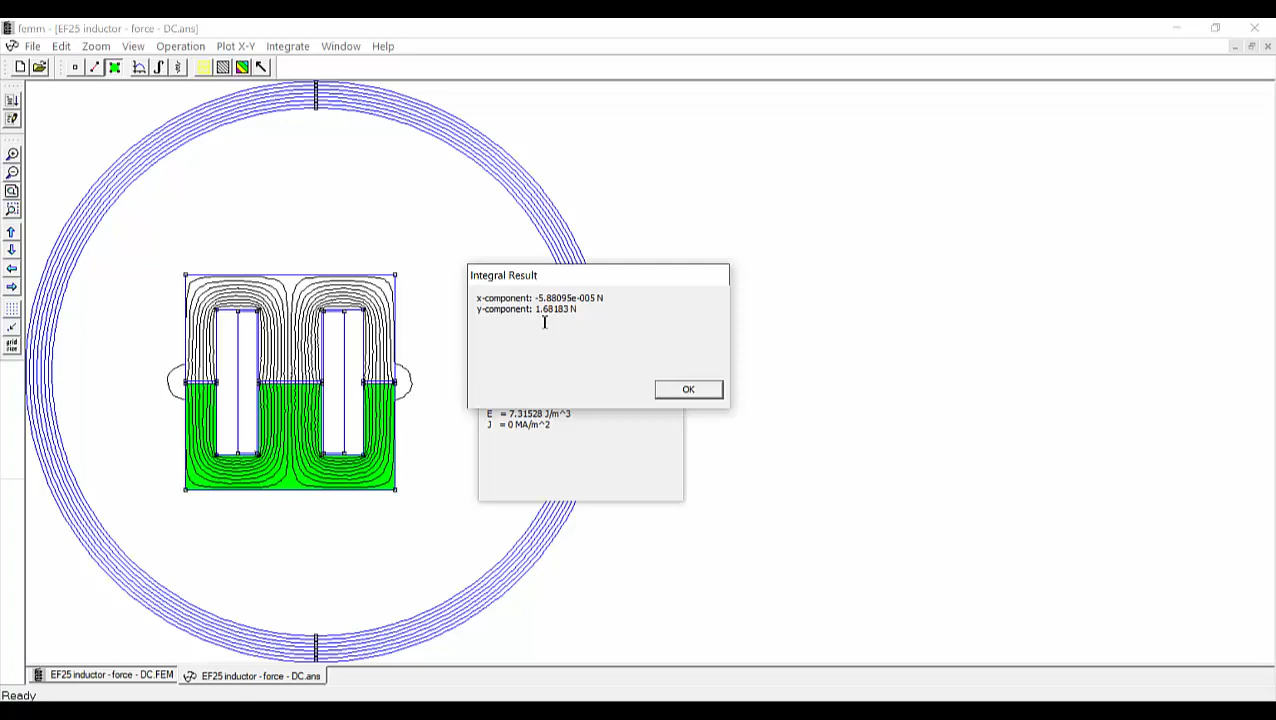 femm - [EF25 inductor - force - DC.ans]
File Edit Zoom View Operation Plot X-Y Integrate Window Help
grid
size
Integral Result
x-component: -5.88095e-005 N
y-component: 1.68183 N
OK
E = 7.31528 J/m^3
J = 0 MA/m^2
EF25 inductor - force - DC.FEM
EF25 inductor - force - DC.ans
Ready